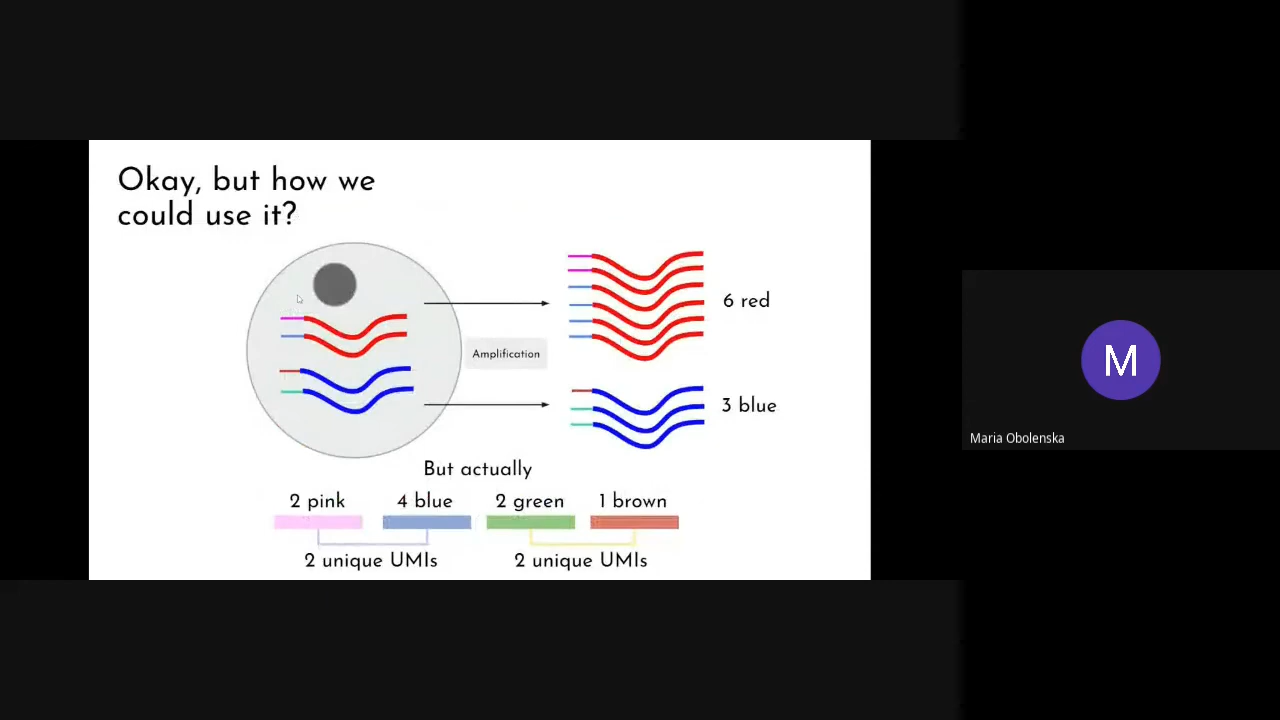 Okay, but how we
could use it?
6 red
Amplification
3 blue
But actually
2 pink
4 blue
2 green
1 brown
2 unique UMIs
2 unique UMIs
M
Maria Obolenska